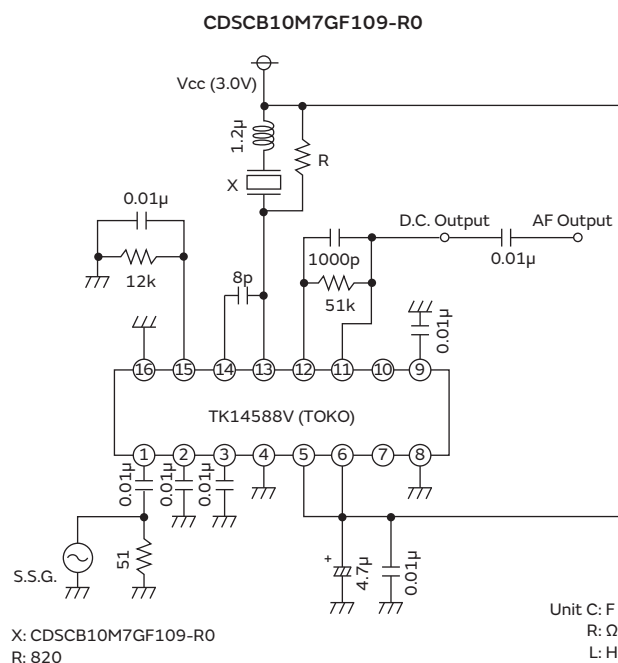 CDSCB10M7GF109-R0
Vcc (3.0V)
1.2µ
R
X
0.01µ
12k
8p
1000p
51k
D.C. Output
AF Output
0.01µ
0.01µ
16
15
14
13
12
11
10
9
TK14588V (TOKO)
1
2
3
4
5
6
7
8
0.01µ
0.01µ
0.01µ
S.S.G.
51
+
4.7µ
0.01µ
X: CDSCB10M7GF109-R0
R: 820
Unit C: F
R: Ω
L: H